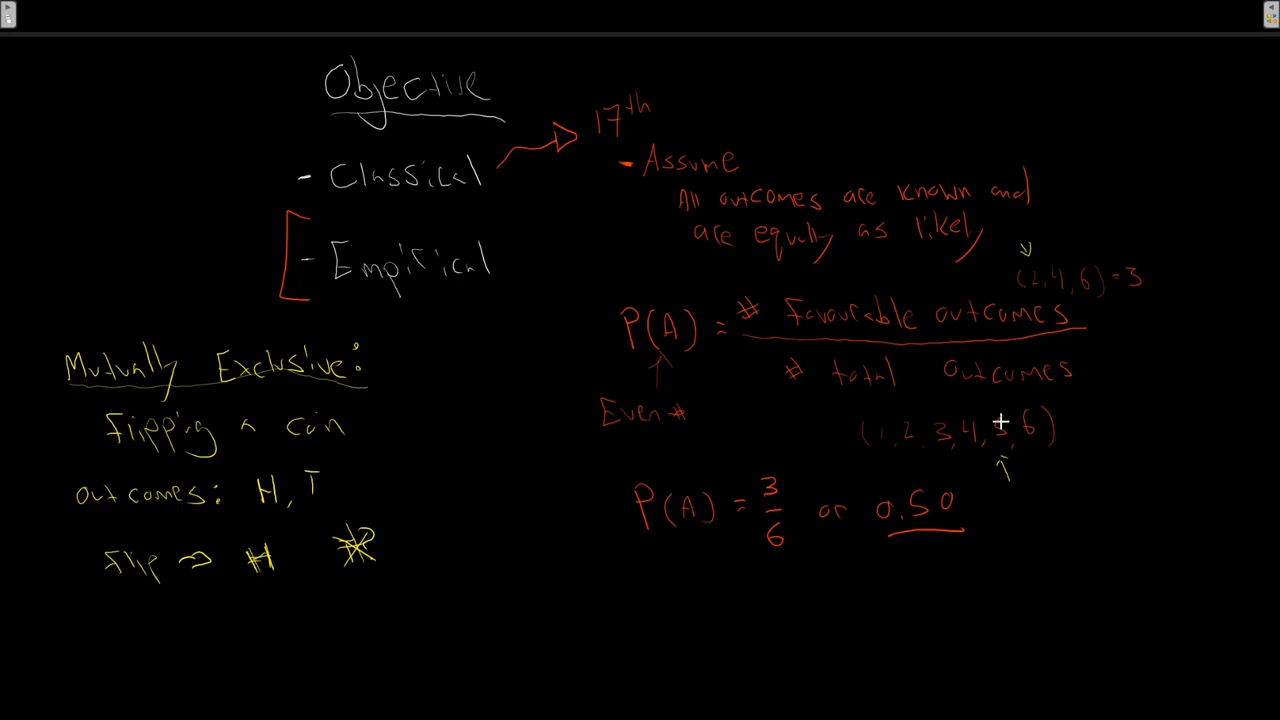 Objective
- Classical
- Empirical
17th
- Assume
All outcomes are known and
are equally as likely
(2,4,6)=3
P(A) = # Favourable outcomes
# total outcomes
Even #
(1,2,3,4,5,6)
P(A) = 3/6 or 0.50
Mutually Exclusive:
Flipping a coin
outcomes: H, T
Flip → H